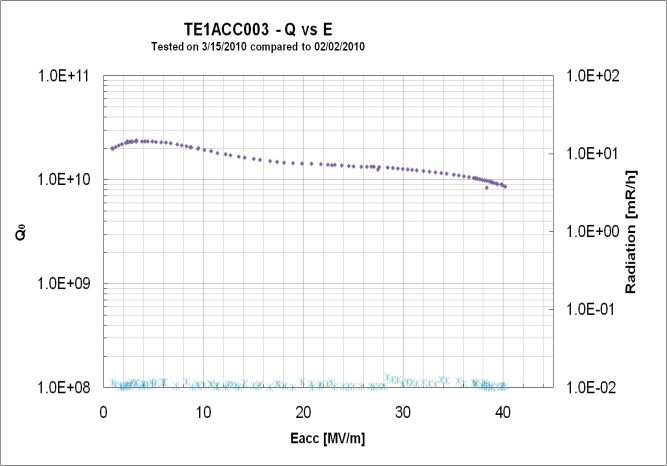 TE1ACC003 - Q vs E
Tested on 3/15/2010 compared to 02/02/2010
1.0E+11
1.0E+10
1.0E+09
1.0E+08
Q0
1.0E+02
1.0E+01
1.0E+00
1.0E-01
1.0E-02
Radiation [mR/h]
0 10 20 30 40
Eacc [MV/m]